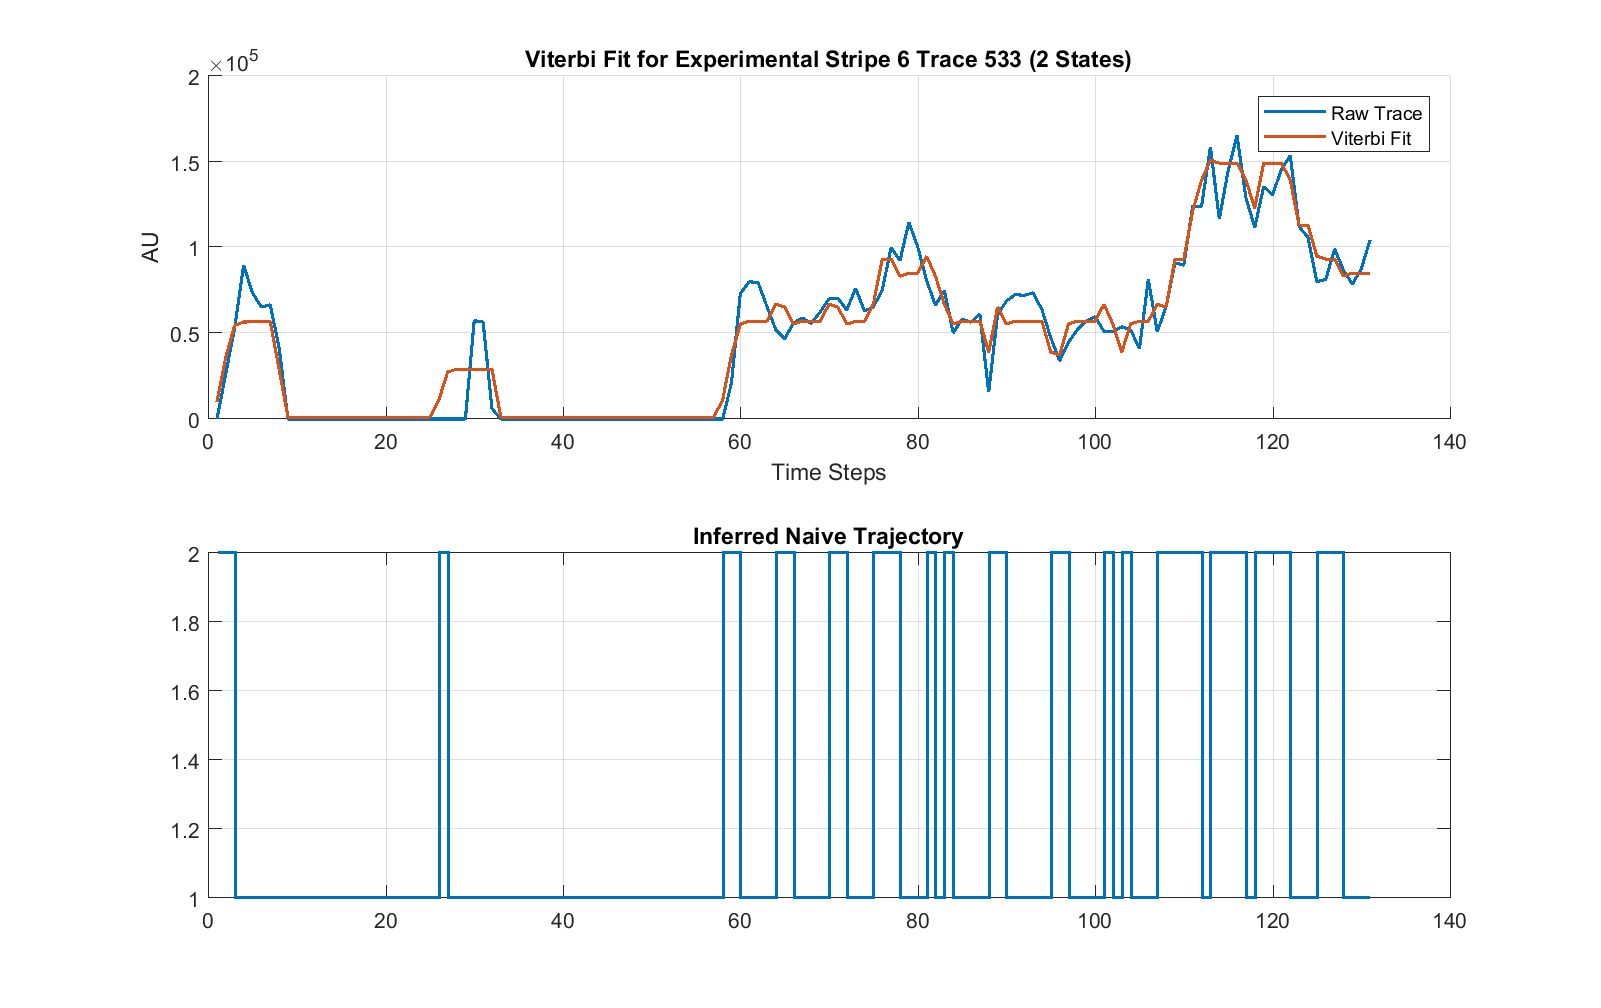 Viterbi Fit for Experimental Stripe 6 Trace 533 (2 States)
×10⁵
2
1.5
1
0.5
0
AU
Raw Trace
Viterbi Fit
0 20 40 60 80 100 120 140
Time Steps
Inferred Naive Trajectory
2
1.8
1.6
1.4
1.2
1
0 20 40 60 80 100 120 140